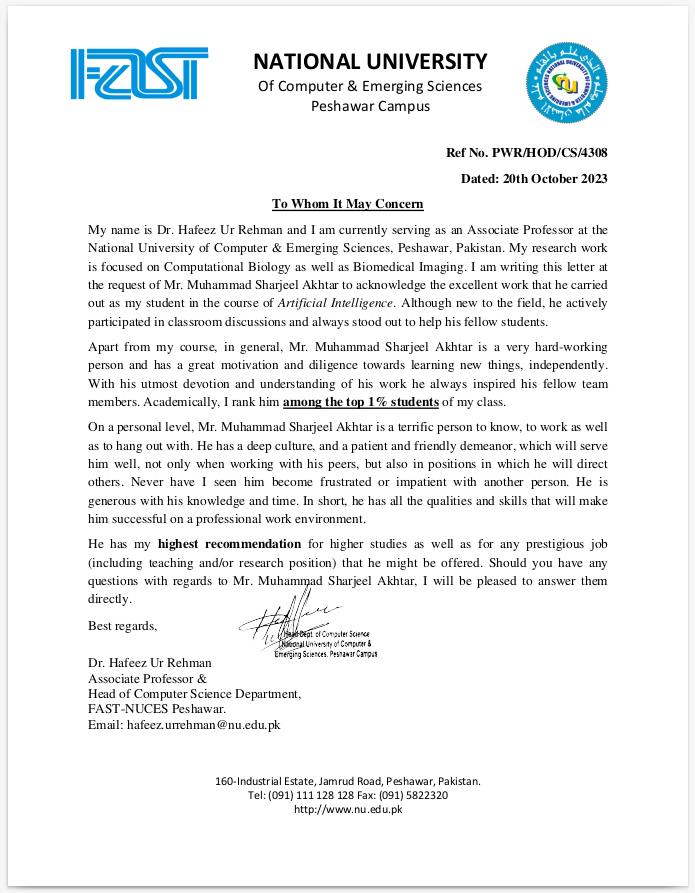 FAST
NATIONAL UNIVERSITY
Of Computer & Emerging Sciences
Peshawar Campus
Ref No. PWR/HOD/CS/4308
Dated: 20th October 2023
To Whom It May Concern
My name is Dr. Hafeez Ur Rehman and I am currently serving as an Associate Professor at the
National University of Computer & Emerging Sciences, Peshawar, Pakistan. My research work
is focused on Computational Biology as well as Biomedical Imaging. I am writing this letter at
the request of Mr. Muhammad Sharjeel Akhtar to acknowledge the excellent work that he carried
out as my student in the course of Artificial Intelligence. Although new to the field, he actively
participated in classroom discussions and always stood out to help his fellow students.
Apart from my course, in general, Mr. Muhammad Sharjeel Akhtar is a very hard-working
person and has a great motivation and diligence towards learning new things, independently.
With his utmost devotion and understanding of his work he always inspired his fellow team
members. Academically, I rank him among the top 1% students of my class.
On a personal level, Mr. Muhammad Sharjeel Akhtar is a terrific person to know, to work as well
as to hang out with. He has a deep culture, and a patient and friendly demeanor, which will serve
him well, not only when working with his peers, but also in positions in which he will direct
others. Never have I seen him become frustrated or impatient with another person. He is
generous with his knowledge and time. In short, he has all the qualities and skills that will make
him successful on a professional work environment.
He has my highest recommendation for higher studies as well as for any prestigious job
(including teaching and/or research position) that he might be offered. Should you have any
questions with regards to Mr. Muhammad Sharjeel Akhtar, I will be pleased to answer them
directly.
Best regards,
Head Dept. of Computer Science
National University of Computer &
Emerging Sciences. Peshawar Campus
Dr. Hafeez Ur Rehman
Associate Professor &
Head of Computer Science Department,
FAST-NUCES Peshawar.
Email: hafeez.urrehman@nu.edu.pk
160-Industrial Estate, Jamrud Road, Peshawar, Pakistan.
Tel: (091) 111 128 128 Fax: (091) 5822320
http://www.nu.edu.pk